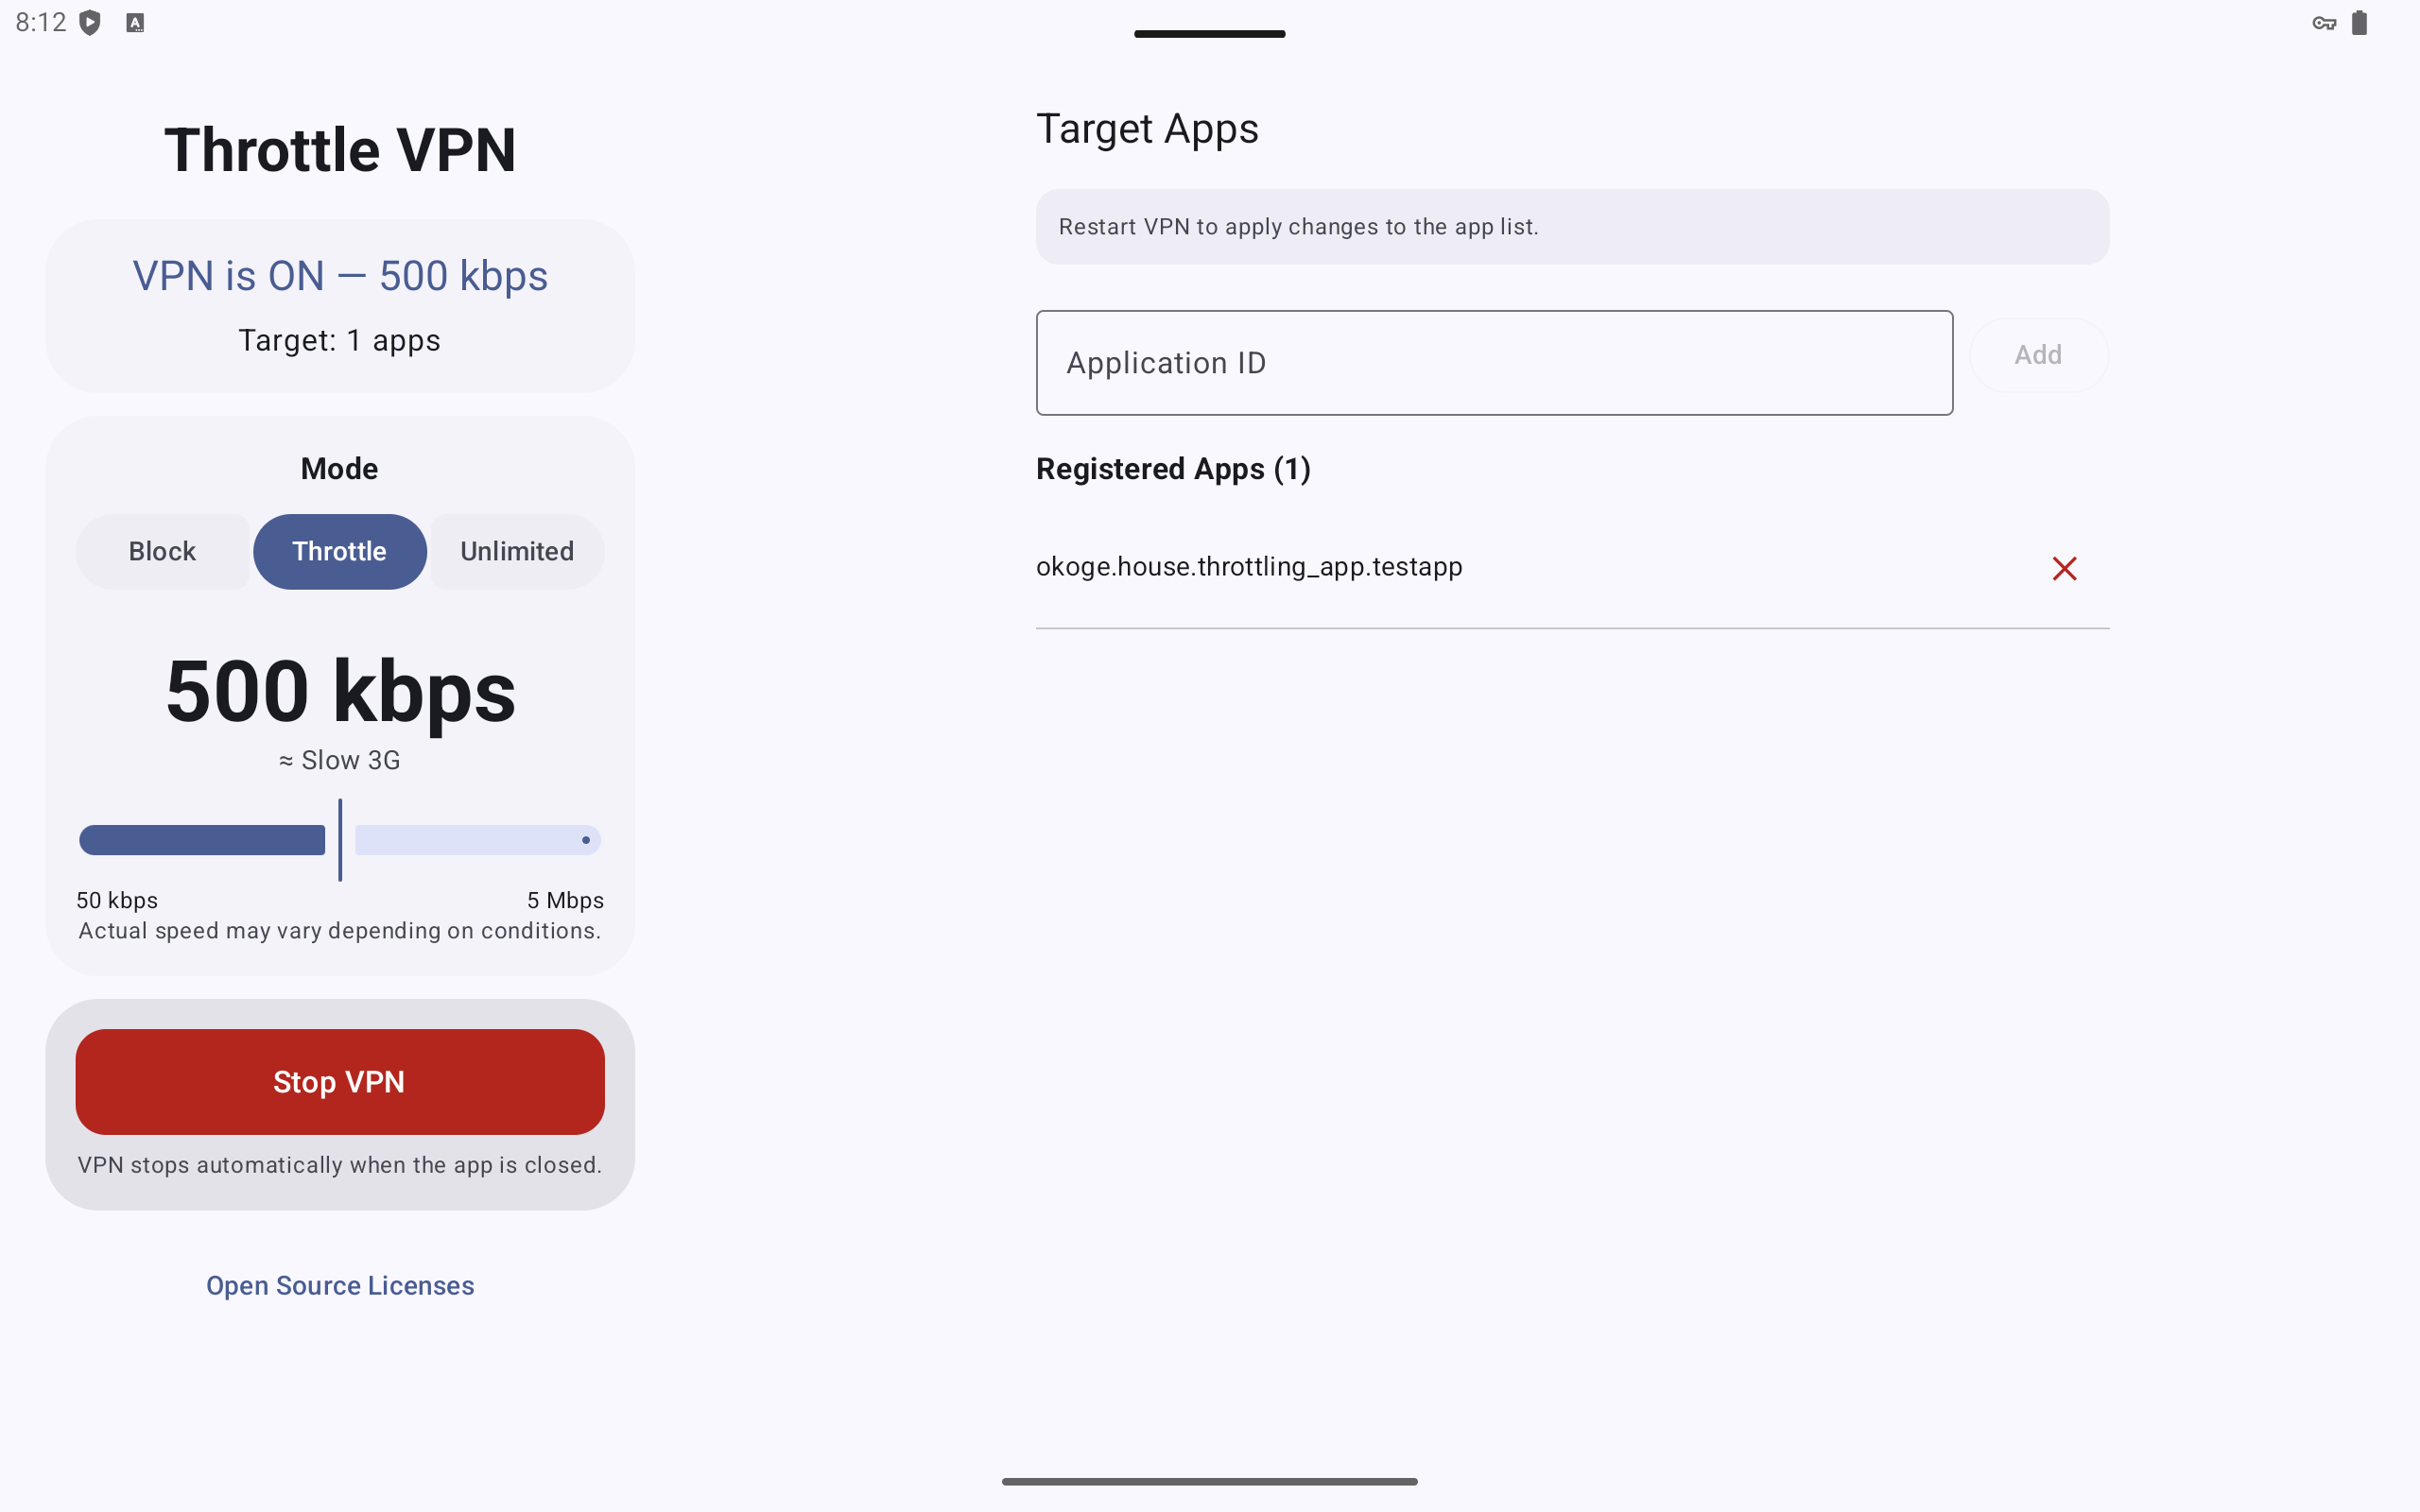 8:12
Throttle VPN
VPN is ON — 500 kbps
Target: 1 apps
Mode
Block
Throttle
Unlimited
500 kbps
≈ Slow 3G
50 kbps
5 Mbps
Actual speed may vary depending on conditions.
Stop VPN
VPN stops automatically when the app is closed.
Open Source Licenses
Target Apps
Restart VPN to apply changes to the app list.
Application ID
Add
Registered Apps (1)
okoge.house.throttling_app.testapp